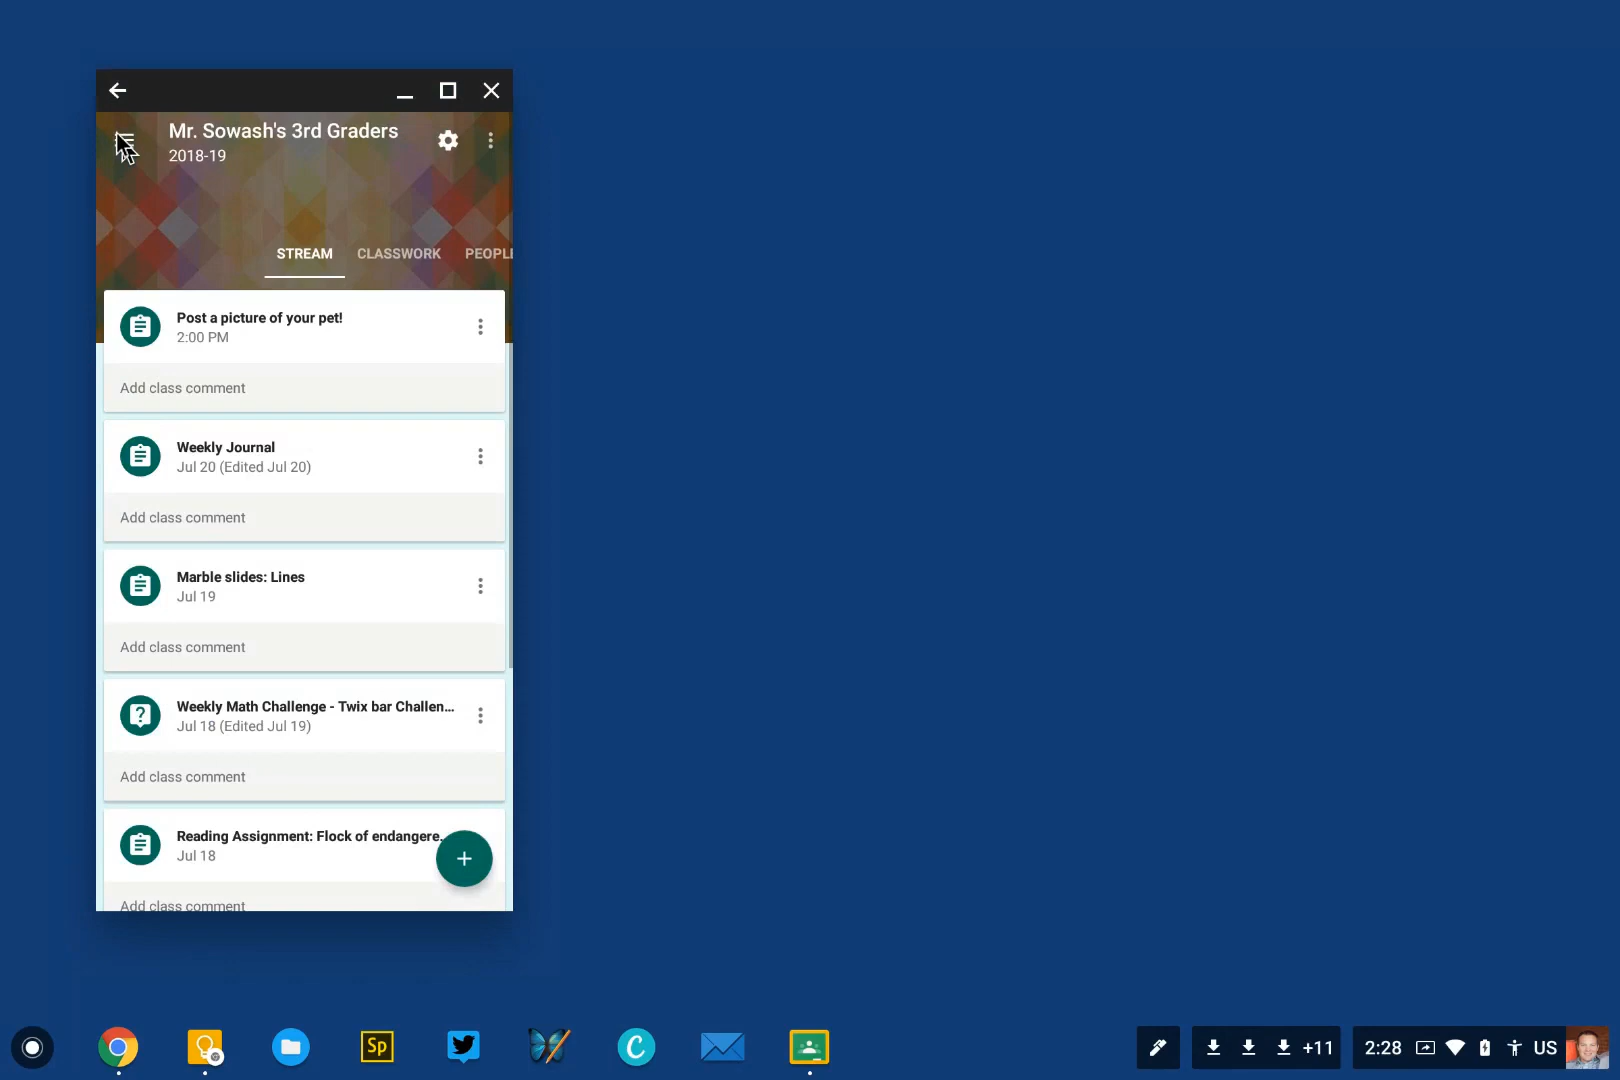 Mr. Sowash's 3rd Graders
2018-19
STREAM CLASSWORK PEOPLE
Post a picture of your pet!
2:00 PM
Add class comment
Weekly Journal
Jul 20 (Edited Jul 20)
Add class comment
Marble slides: Lines
Jul 19
Add class comment
Weekly Math Challenge - Twix bar Challen...
Jul 18 (Edited Jul 19)
Add class comment
Reading Assignment: Flock of endangere...
Jul 18
Add class comment
Sp
C
+11
2:28
US